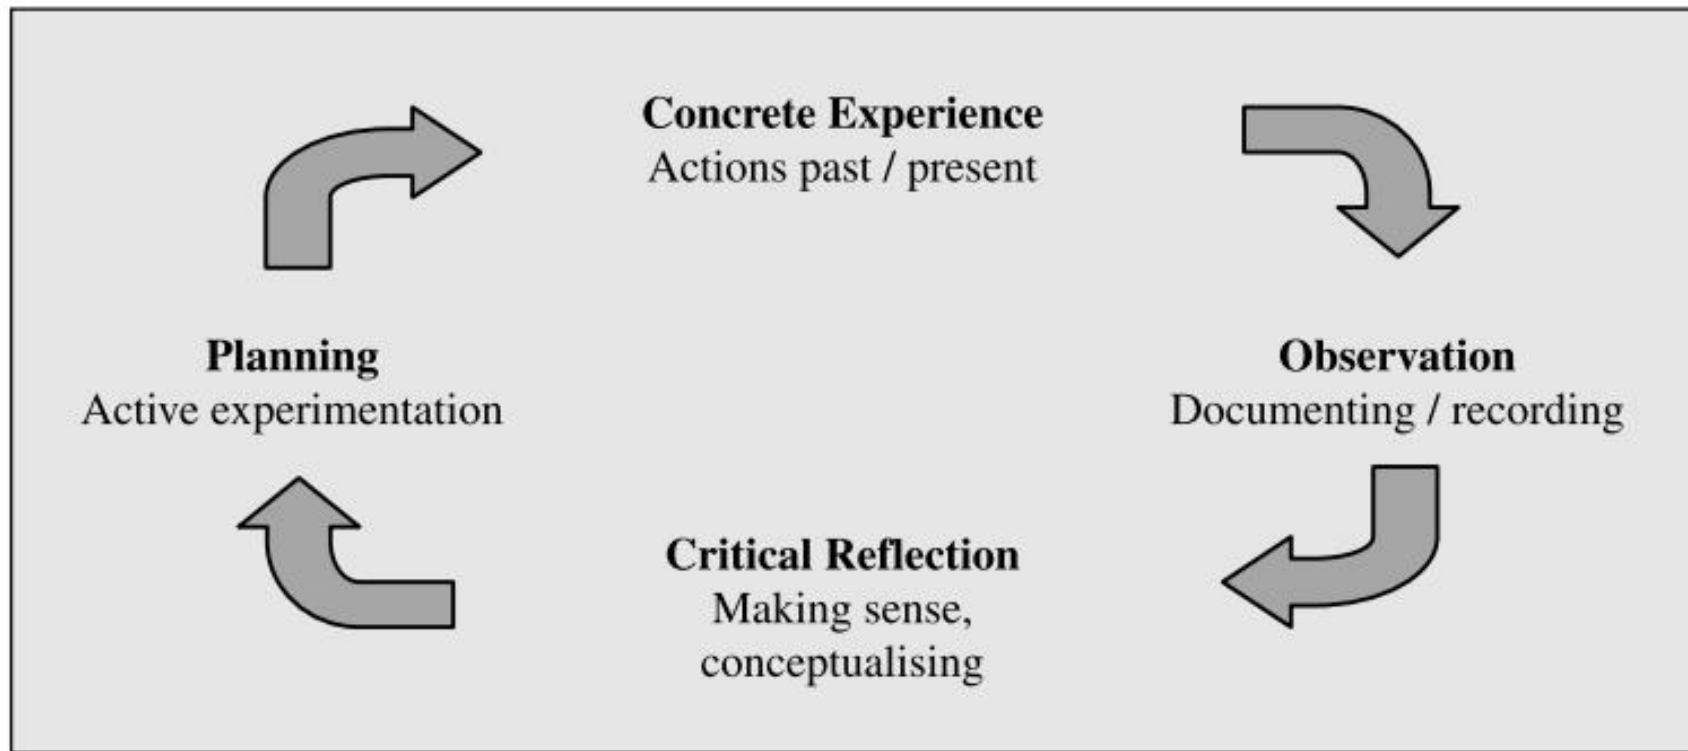 Concrete Experience
Actions past / present
Planning
Active experimentation
Observation
Documenting / recording
Critical Reflection
Making sense,
conceptualising